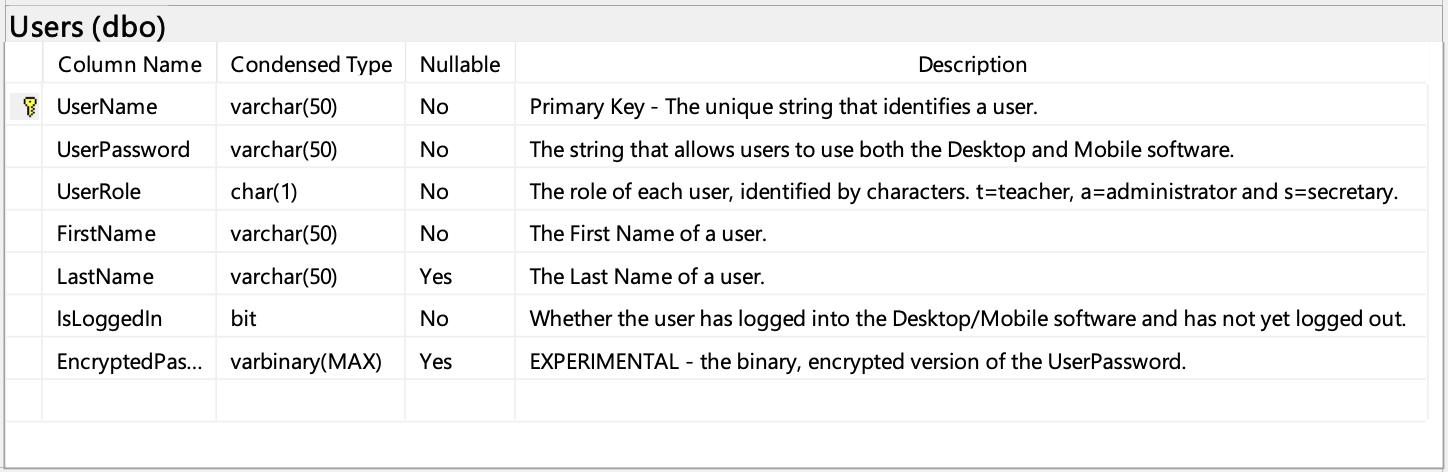 Users (dbo)
Column Name Condensed Type Nullable Description
UserName varchar(50) No Primary Key - The unique string that identifies a user.
UserPassword varchar(50) No The string that allows users to use both the Desktop and Mobile software.
UserRole char(1) No The role of each user, identified by characters. t=teacher, a=administrator and s=secretary.
FirstName varchar(50) No The First Name of a user.
LastName varchar(50) Yes The Last Name of a user.
IsLoggedIn bit No Whether the user has logged into the Desktop/Mobile software and has not yet logged out.
EncryptedPas... varbinary(MAX) Yes EXPERIMENTAL - the binary, encrypted version of the UserPassword.